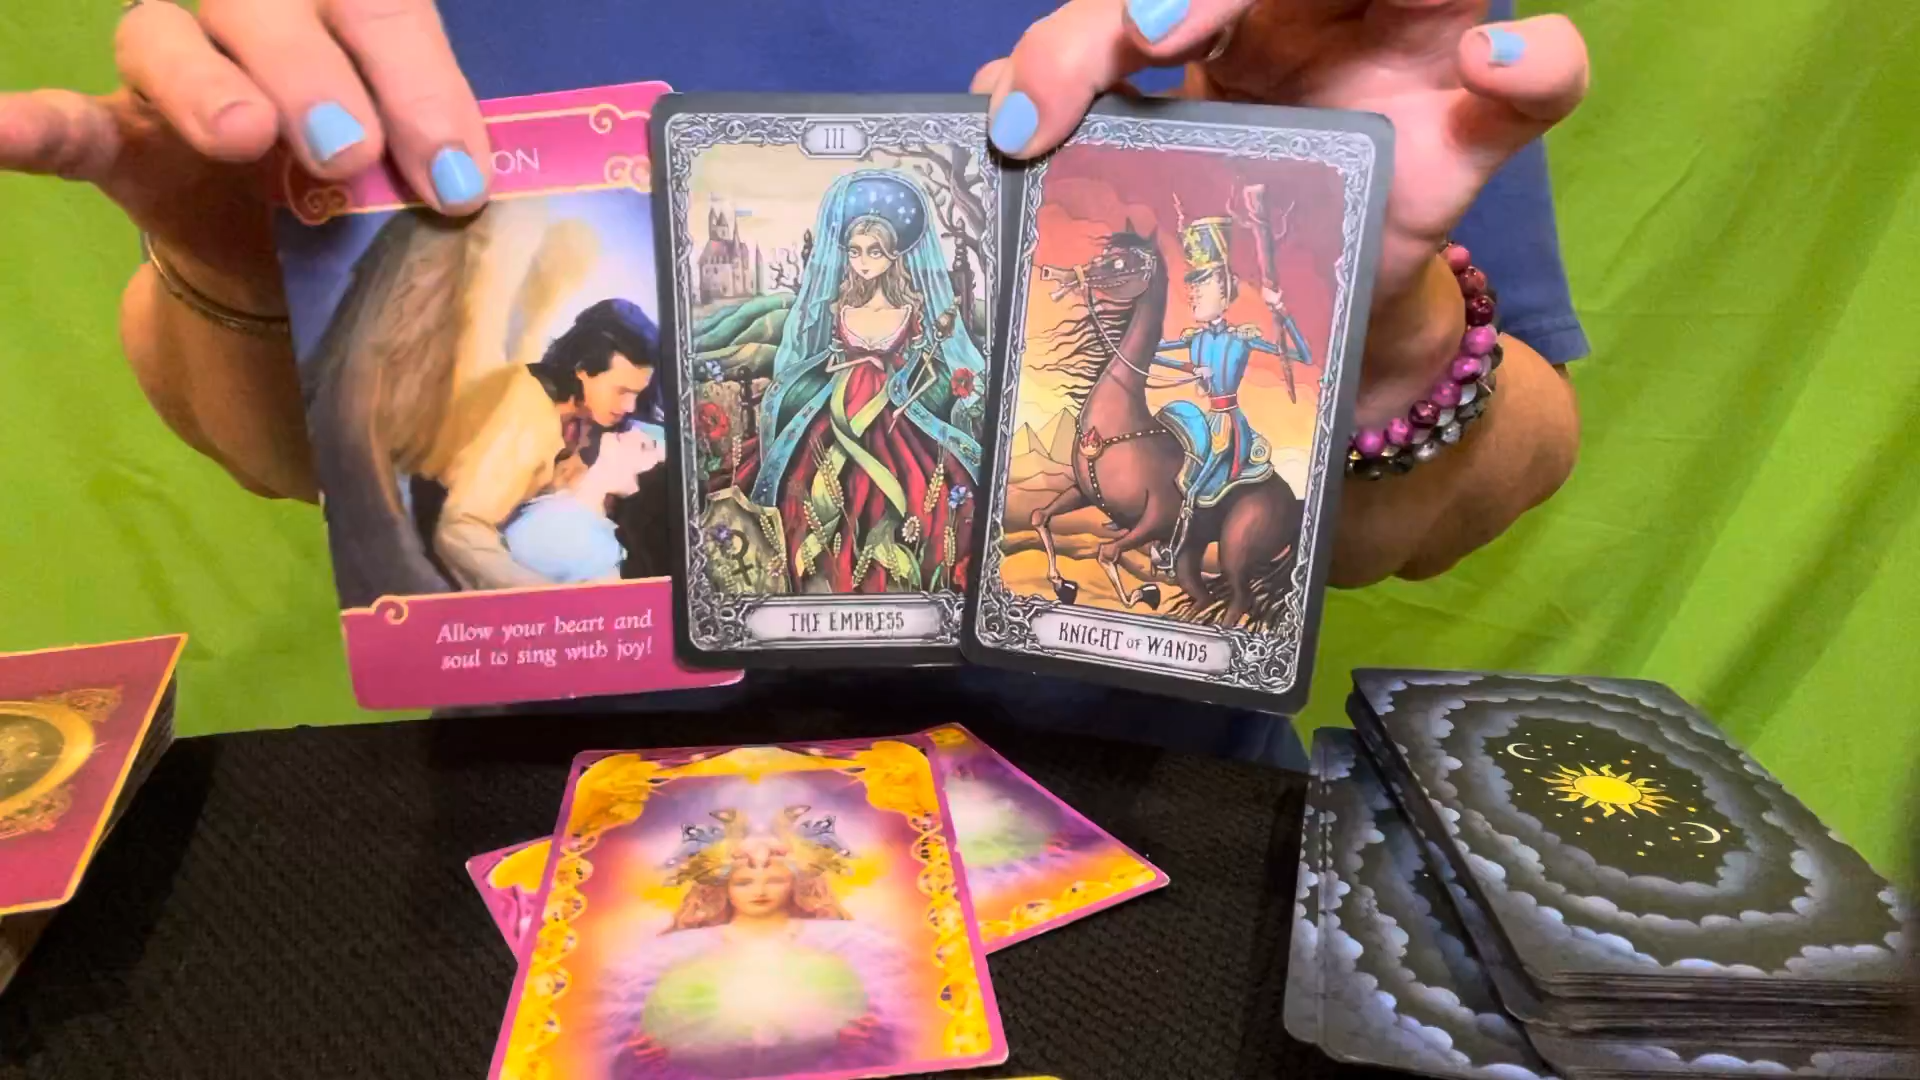 ON
Allow your heart and
soul to sing with joy!
III
THE EMPRESS
KNIGHT OF WANDS